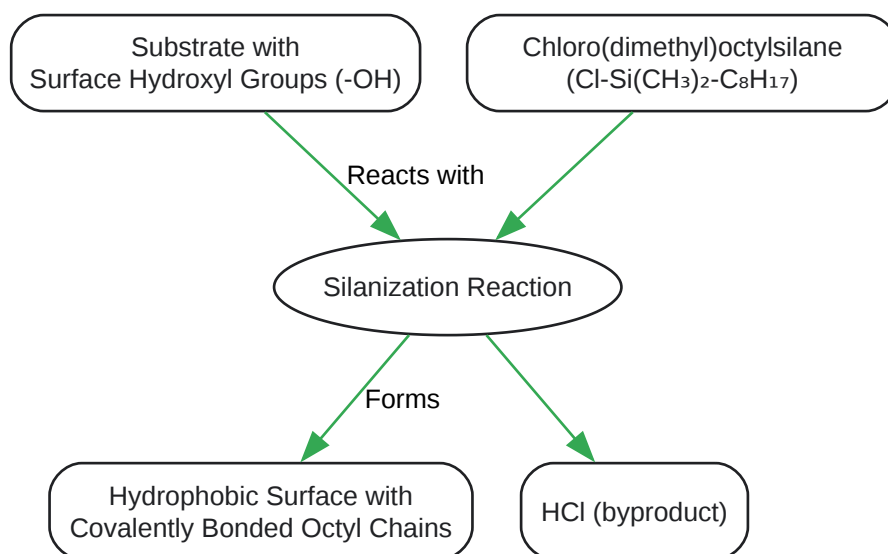 Substrate with
Surface Hydroxyl Groups (-OH)
Chloro(dimethyl)octylsilane
(Cl-Si(CH₃)₂-C₈H₁₇)
Reacts with
Silanization Reaction
Forms
Hydrophobic Surface with
Covalently Bonded Octyl Chains
HCl (byproduct)